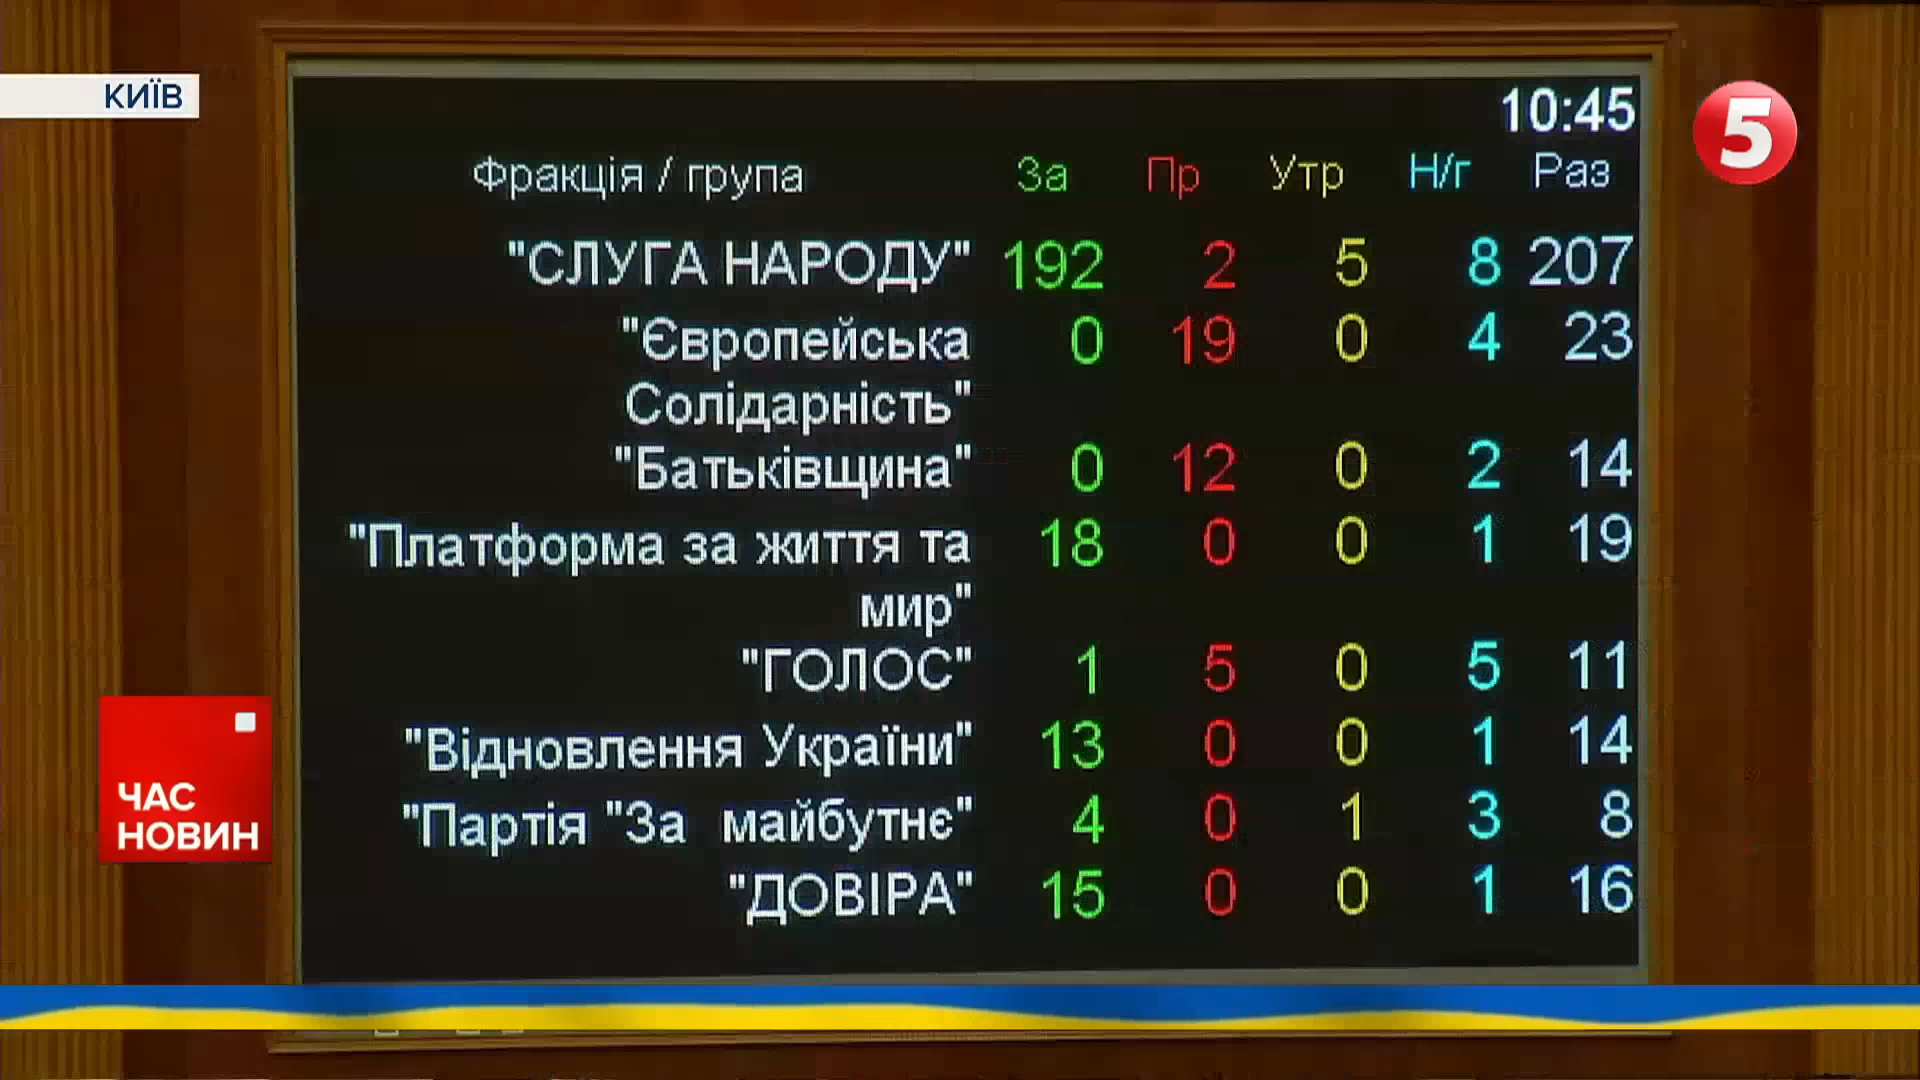 КИЇВ
5
10:45
Фракція / група За Пр Утр Н/г Раз
"СЛУГА НАРОДУ" 192 2 5 8 207
"Європейська 0 19 0 4 23
Солідарність"
"Батьківщина" 0 12 0 2 14
"Платформа за життя та 18 0 0 1 19
мир"
"ГОЛОС" 1 5 0 5 11
"Відновлення України" 13 0 0 1 14
"Партія "За майбутнє" 4 0 1 3 8
"ДОВІРА" 15 0 0 1 16
ЧАС
НОВИН